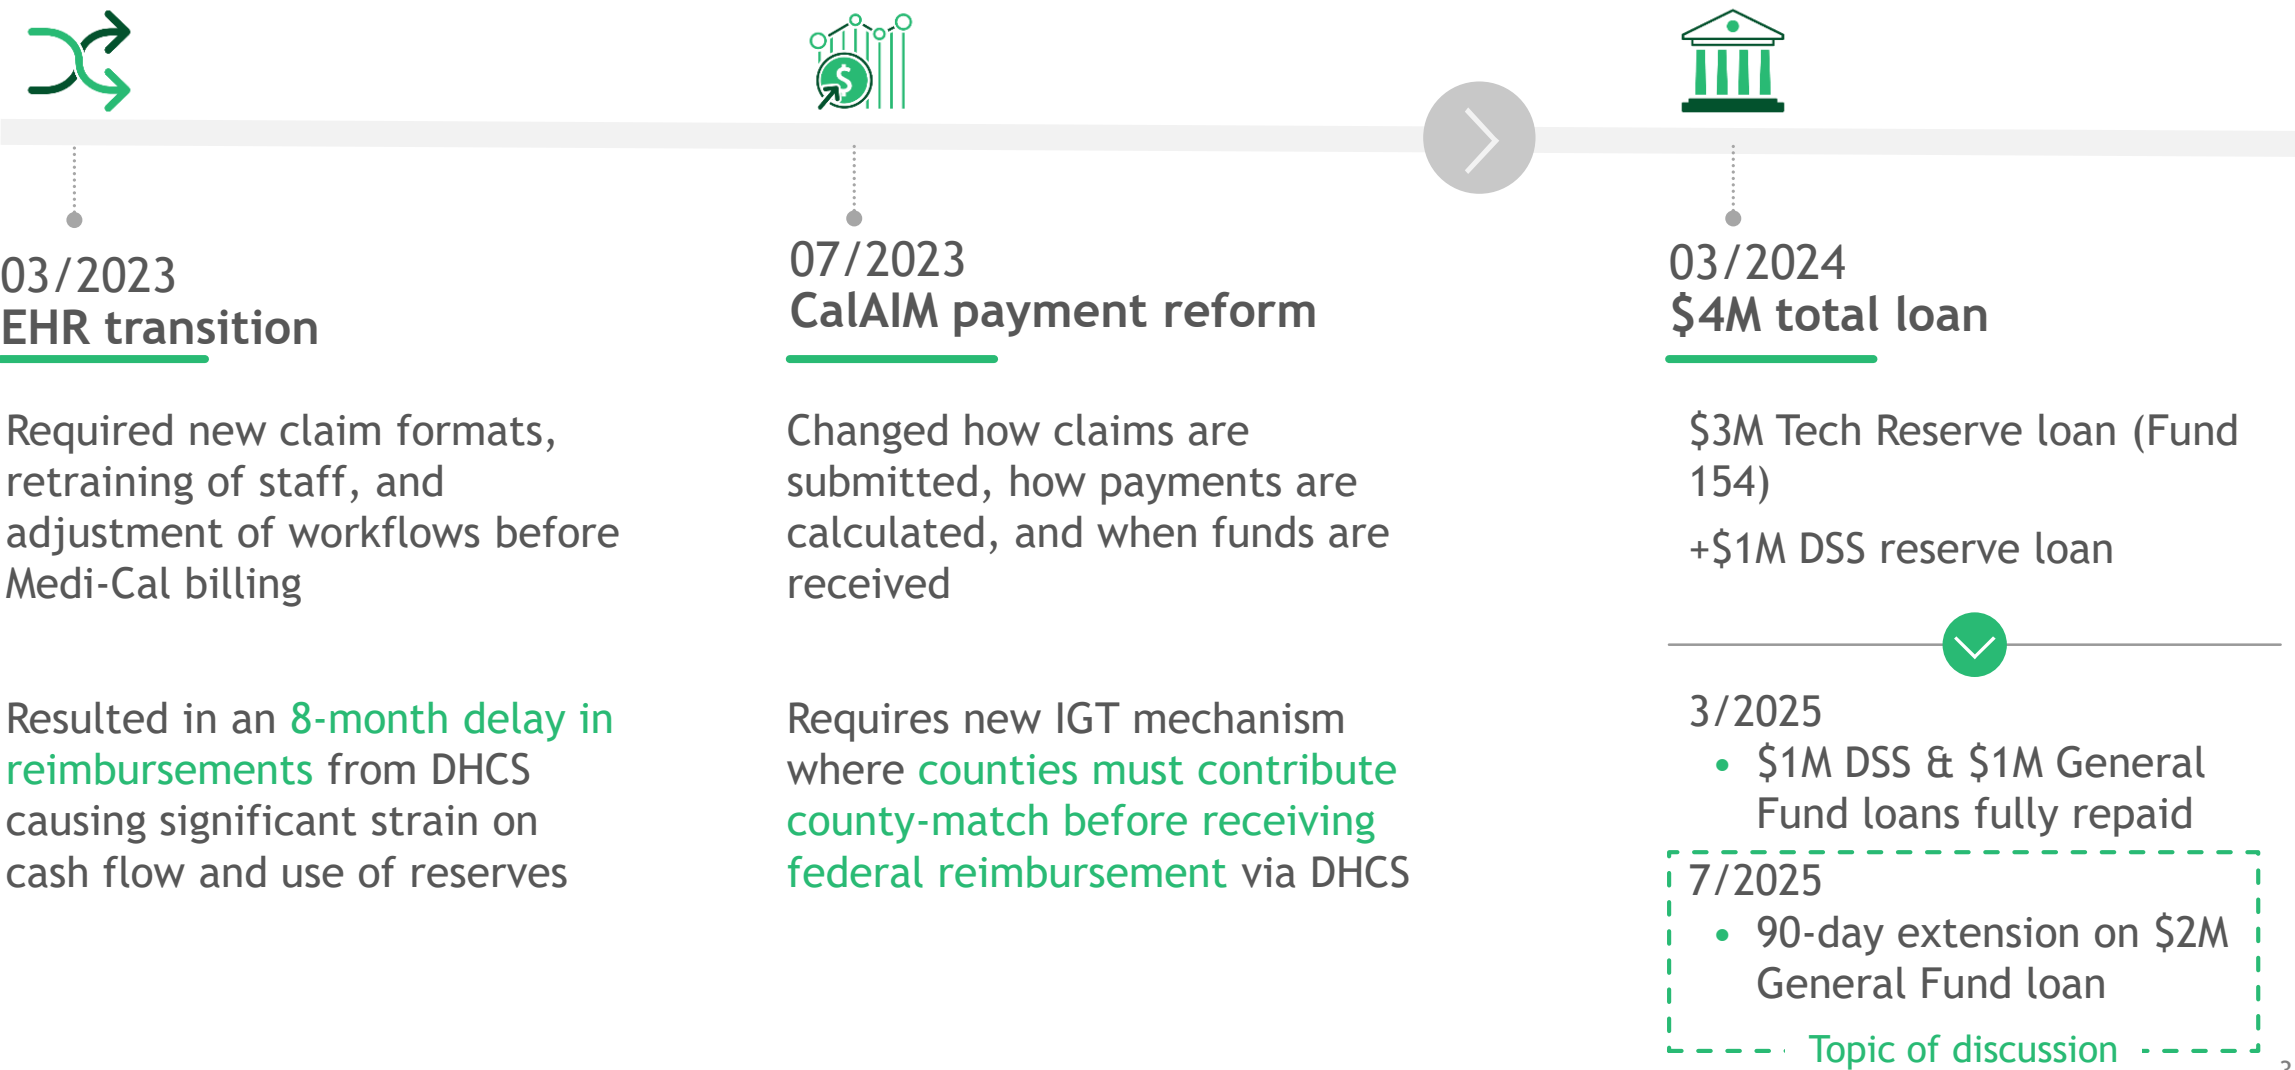 03/2023
EHR transition
Required new claim formats,
retraining of staff, and
adjustment of workflows before
Medi-Cal billing
Resulted in an 8-month delay in
reimbursements from DHCS
causing significant strain on
cash flow and use of reserves
07/2023
CalAIM payment reform
Changed how claims are
submitted, how payments are
calculated, and when funds are
received
Requires new IGT mechanism
where counties must contribute
county-match before receiving
federal reimbursement via DHCS
03/2024
$4M total loan
$3M Tech Reserve loan (Fund
154)
+$1M DSS reserve loan
3/2025
• $1M DSS & $1M General
Fund loans fully repaid
7/2025
• 90-day extension on $2M
General Fund loan
Topic of discussion